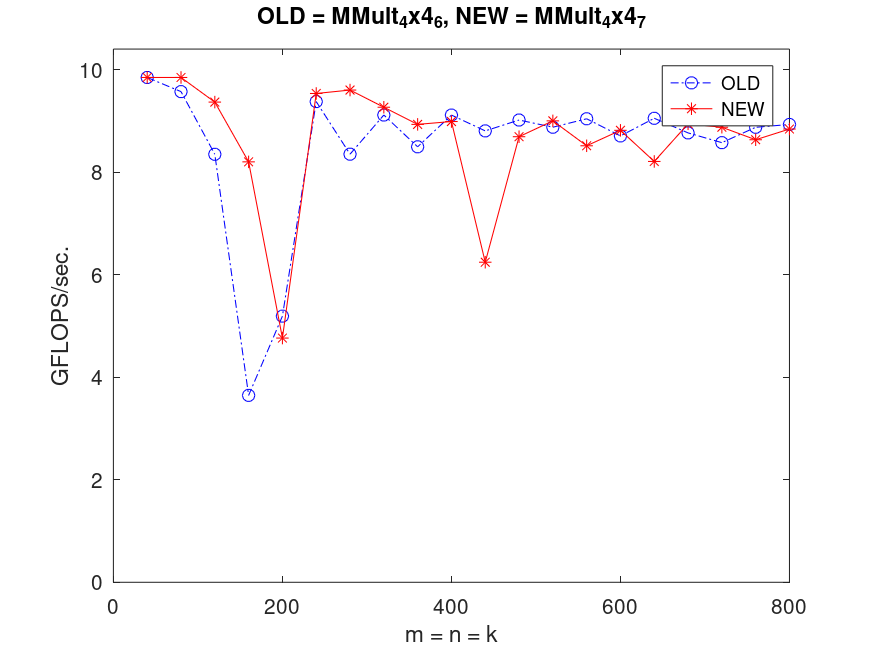 OLD = MMult₄x4₆, NEW = MMult₄x4₇
10
8
6
4
2
0
GFLOPS/sec.
OLD
NEW
0 200 400 600 800
m = n = k